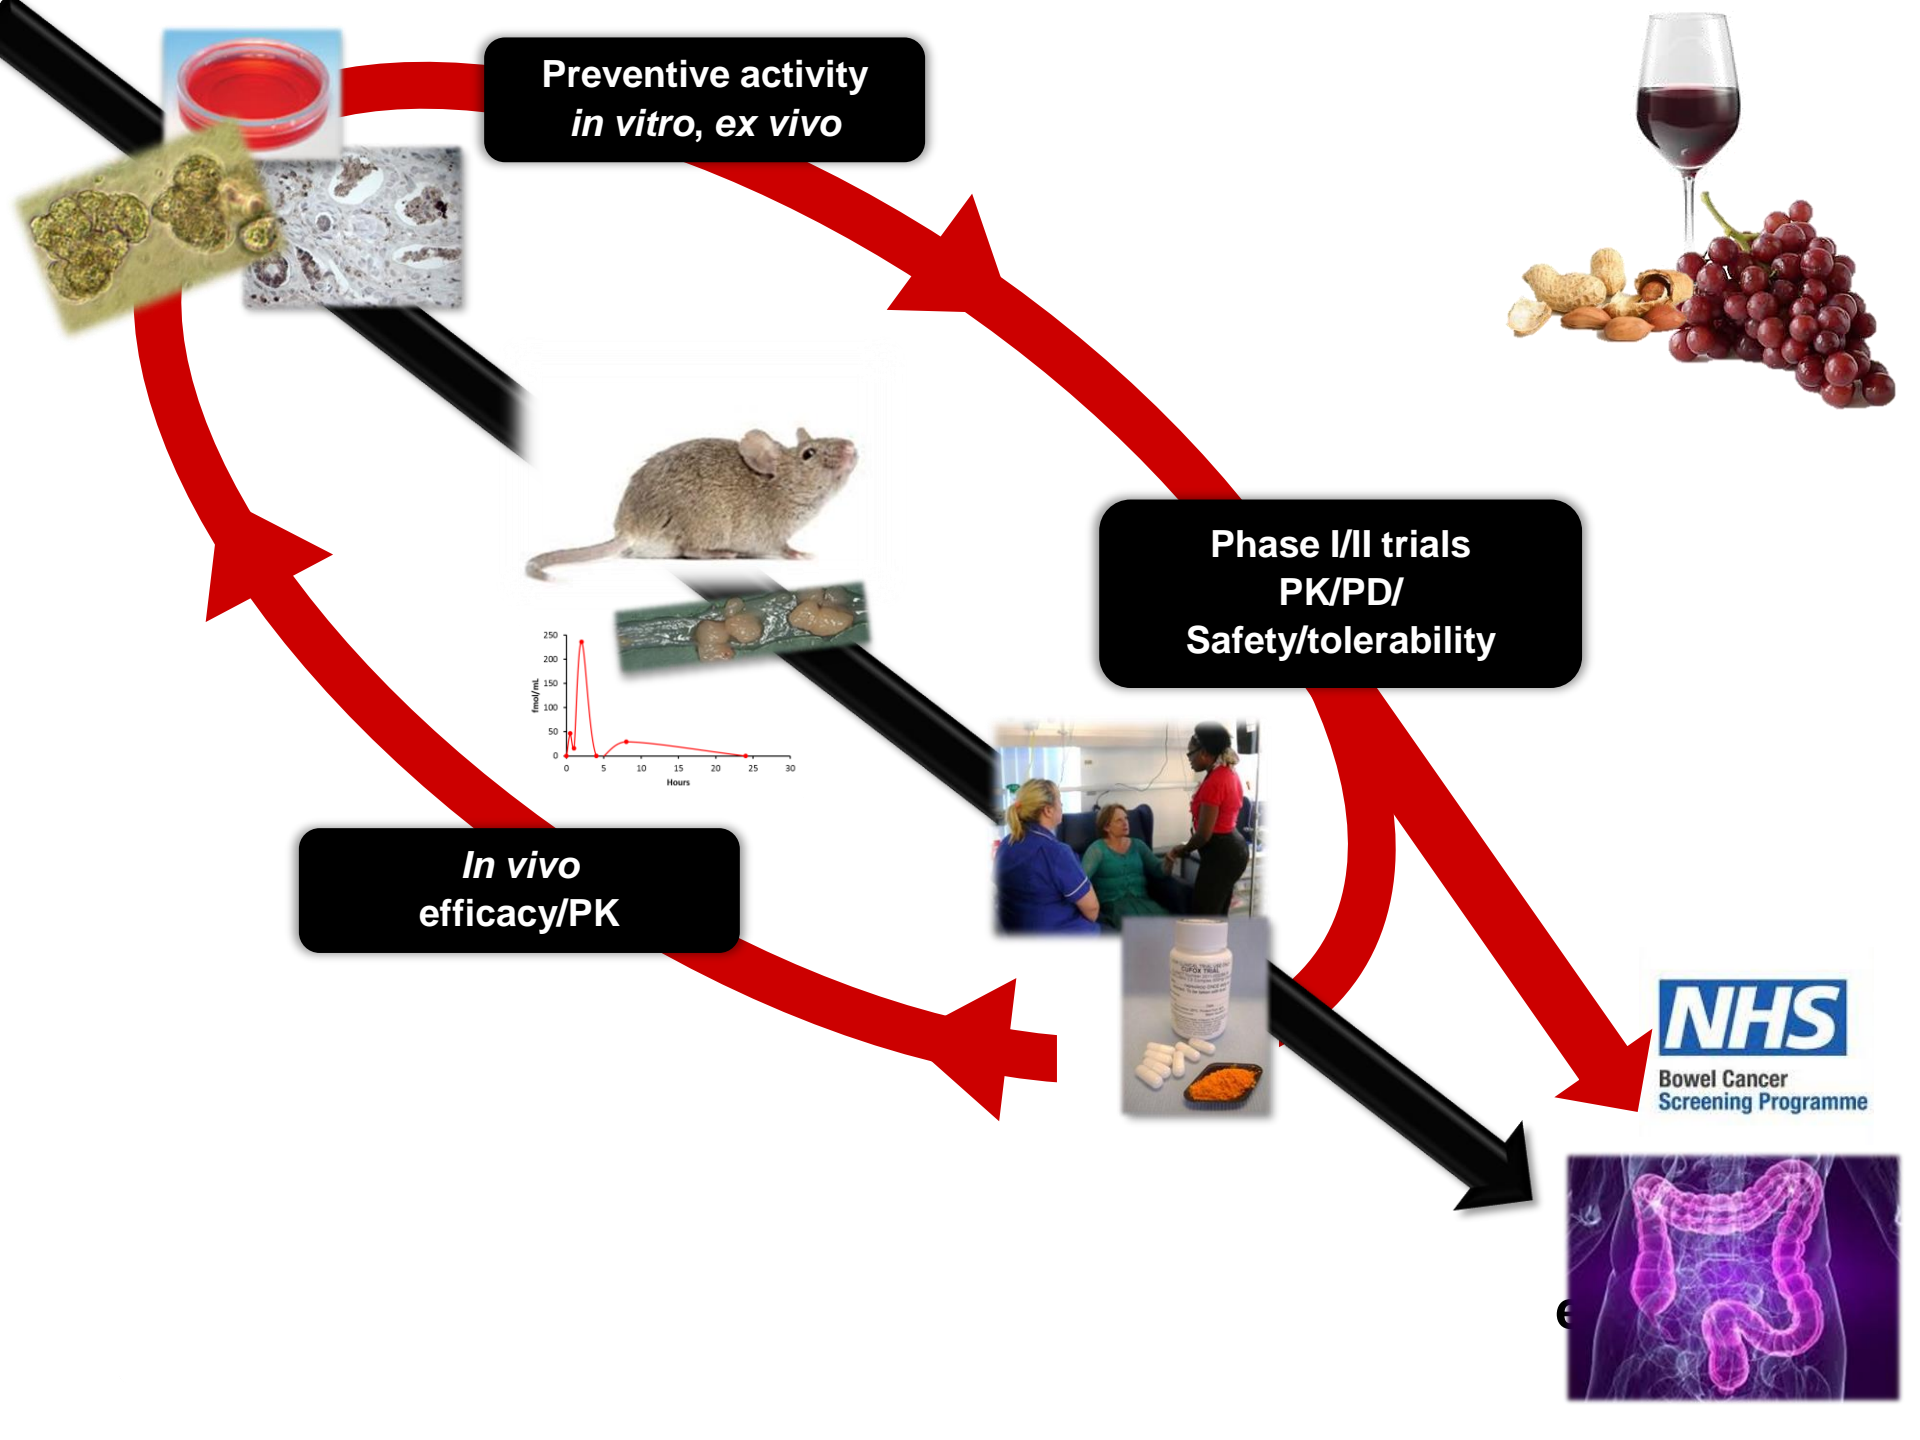 Preventive activity
in vitro, ex vivo
Phase I/II trials
PK/PD/
Safety/tolerability
250
200
150
100
50
0
fmol/mL
0 5 10 15 20 25 30
Hours
In vivo
efficacy/PK
CUFOX TRIAL
NHS
Bowel Cancer
Screening Programme